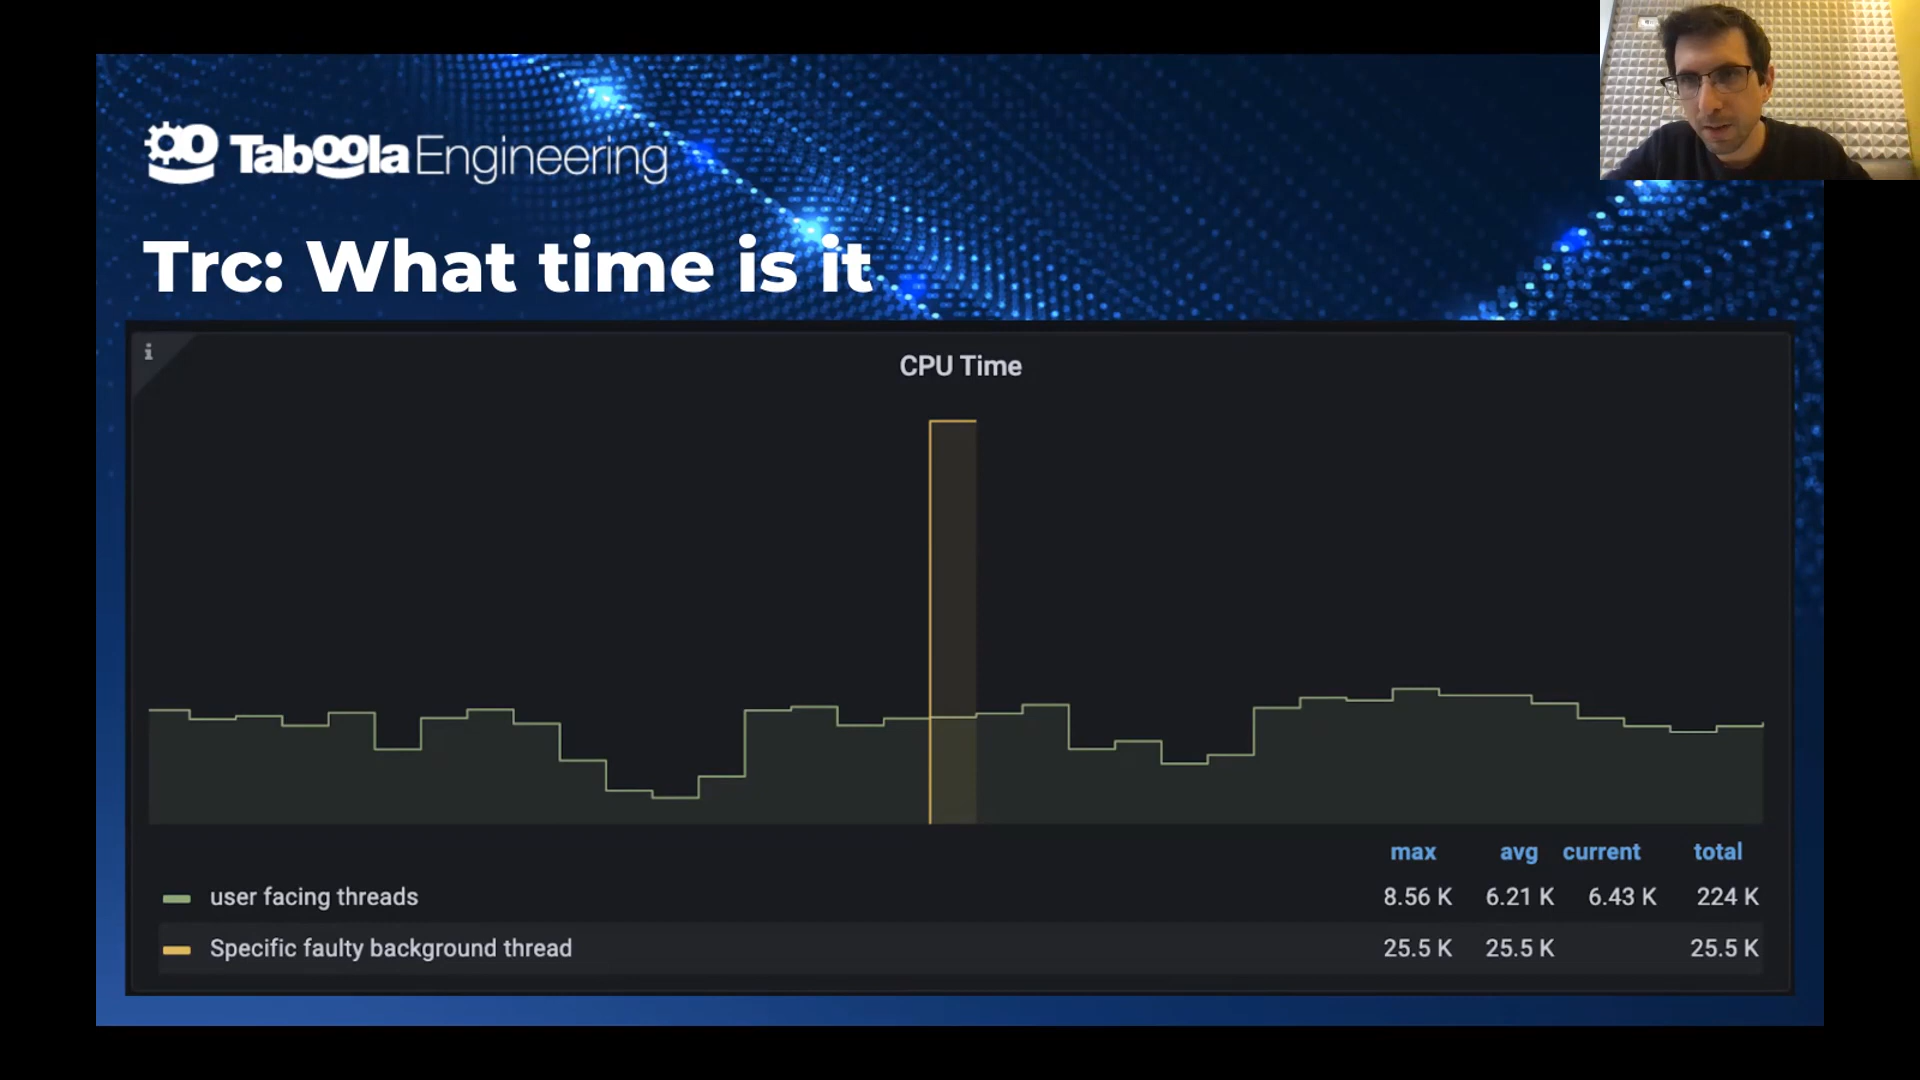 Taboola Engineering
Trc: What time is it
i
CPU Time
max avg current total
user facing threads 8.56 K 6.21 K 6.43 K 224 K
Specific faulty background thread 25.5 K 25.5 K 25.5 K